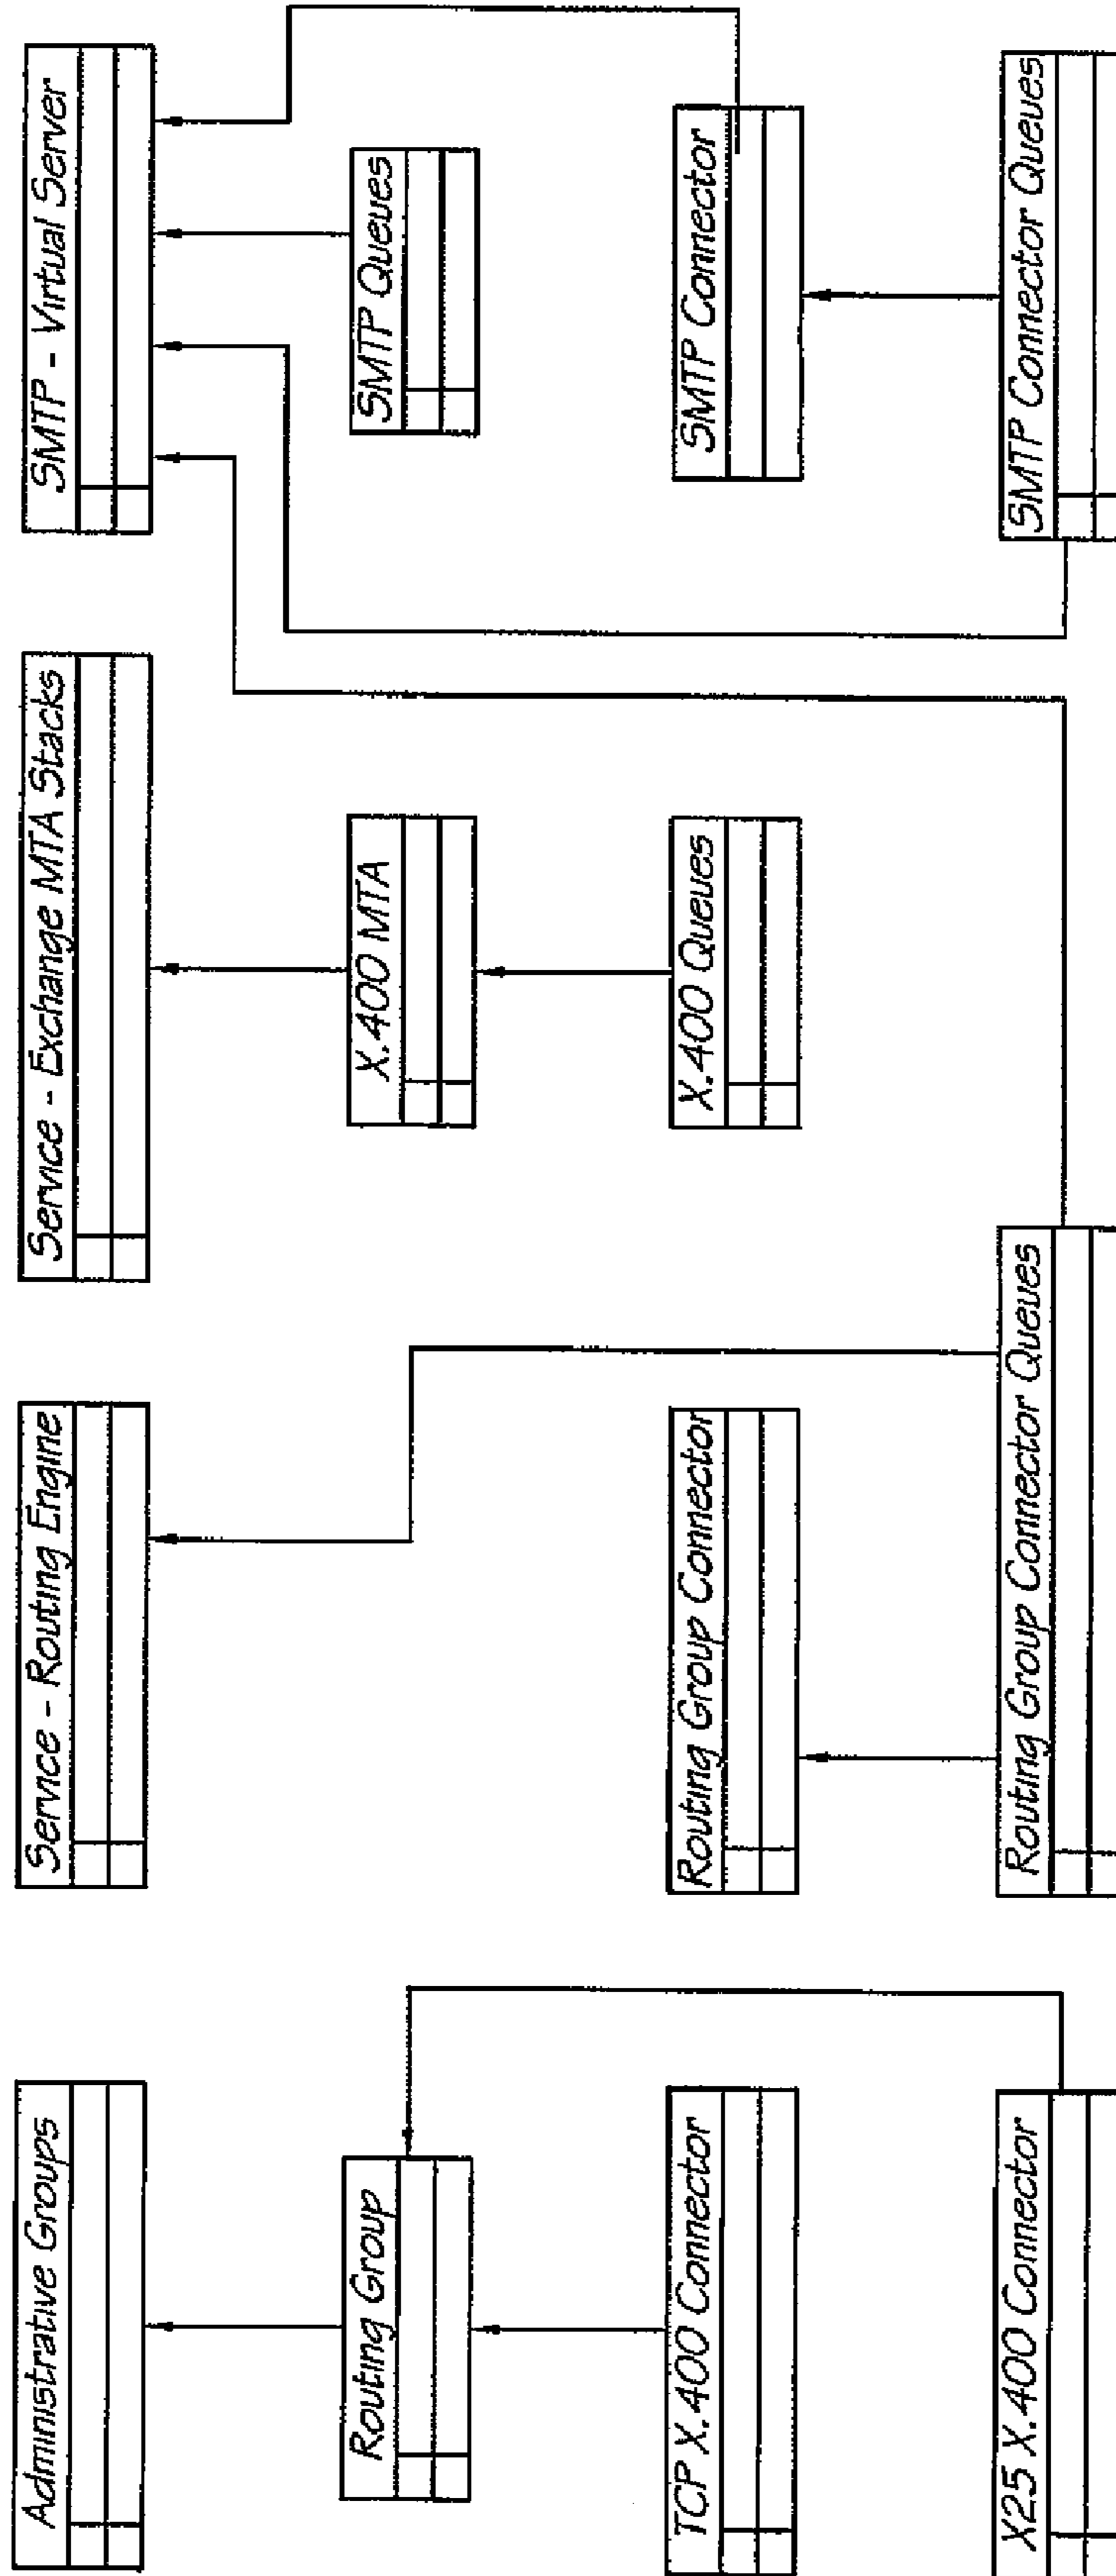 Administrative Groups
Service - Routing Engine
Service - Exchange MTA Stacks
SMTP - Virtual Server
Routing Group
X.400 MTA
SMTP Queues
TCP X.400 Connector
Routing Group Connector
X.400 Queues
SMTP Connector
X25 X.400 Connector
Routing Group Connector Queues
SMTP Connector Queues